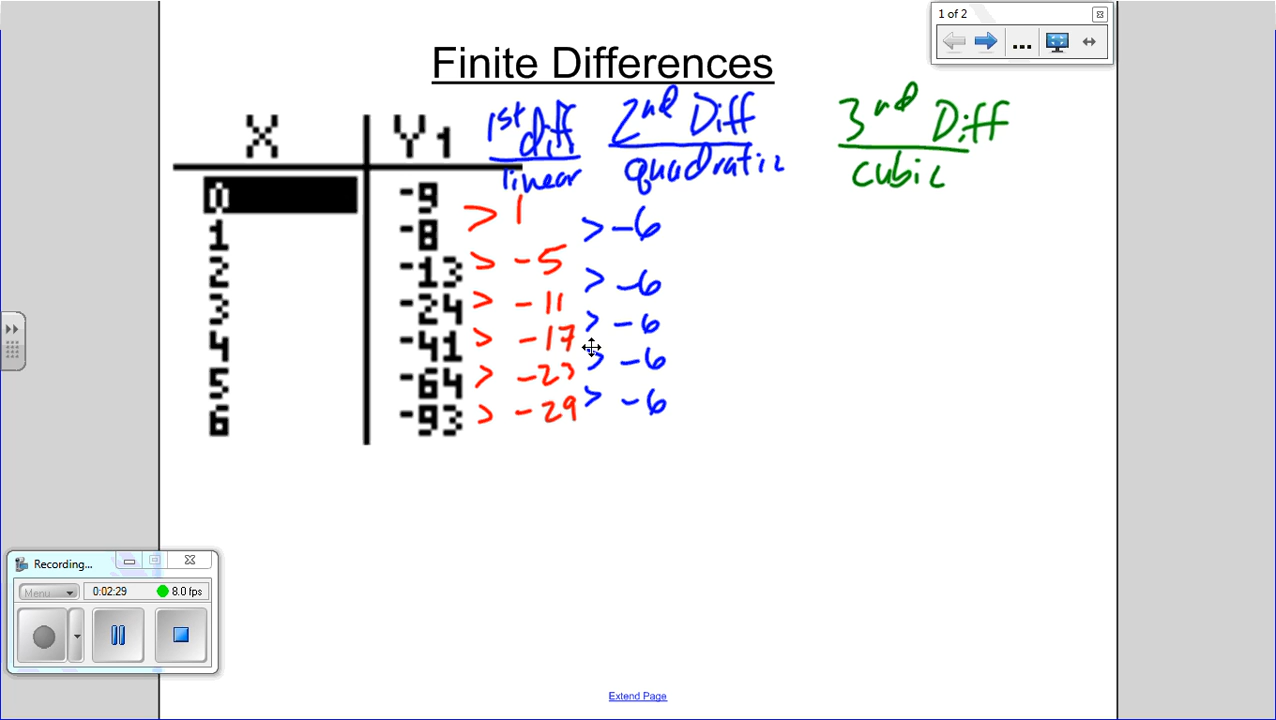 1 of 2
Finite Differences
1st diff 2nd Diff 3nd Diff
linear quadratic cubic
X Y1
0 -9
1 -8
2 -13
3 -24
4 -41
5 -64
6 -93
> 1
> -5
> -11
> -17
> -23
> -29
> -6
> -6
> -6
> -6
> -6
Recording...
Menu 0:02:29 8.0 fps
Extend Page